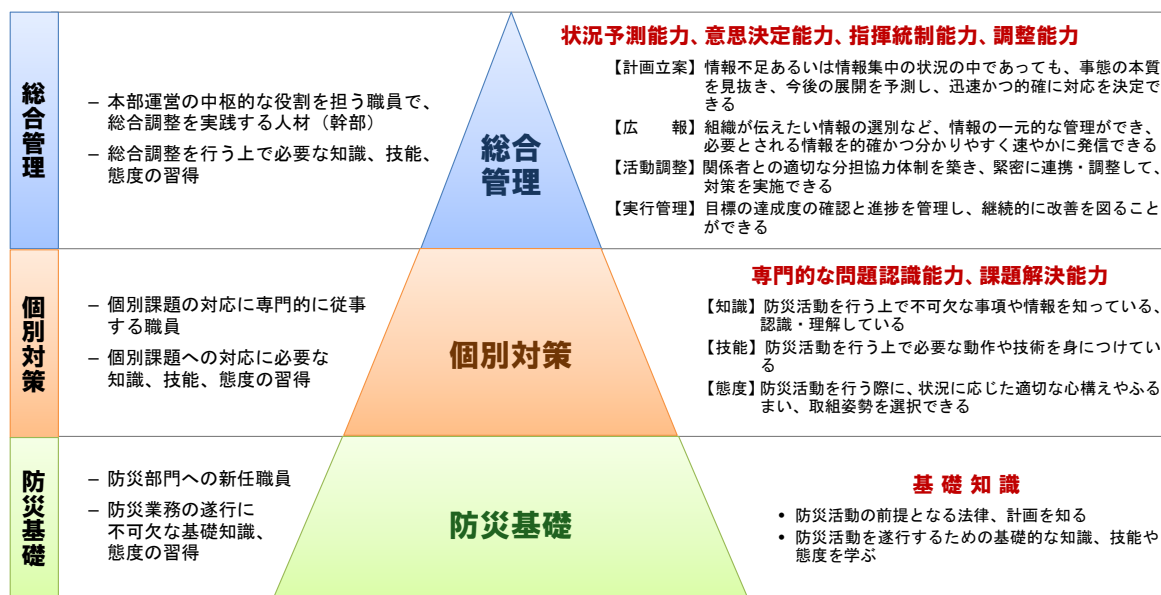 総合管理
– 本部運営の中枢的な役割を担う職員で、
総合調整を実践する人材（幹部）
– 総合調整を行う上で必要な知識、技能、
態度の習得
総合
管理
状況予測能力、意思決定能力、指揮統制能力、調整能力
【計画立案】情報不足あるいは情報集中の状況の中であっても、事態の本質
を見抜き、今後の展開を予測し、迅速かつ的確に対応を決定で
きる
【広　　報】組織が伝えたい情報の選別など、情報の一元的な管理ができ、
必要とされる情報を的確かつ分かりやすく速やかに発信できる
【活動調整】関係者との適切な分担協力体制を築き、緊密に連携・調整して、
対策を実施できる
【実行管理】目標の達成度の確認と進捗を管理し、継続的に改善を図ること
ができる
個別対策
– 個別課題の対応に専門的に従事
する職員
– 個別課題への対応に必要な
知識、技能、態度の習得
個別対策
専門的な問題認識能力、課題解決能力
【知識】防災活動を行う上で不可欠な事項や情報を知っている、
認識・理解している
【技能】防災活動を行う上で必要な動作や技術を身につけてい
る
【態度】防災活動を行う際に、状況に応じた適切な心構えやふる
まい、取組姿勢を選択できる
防災基礎
– 防災部門への新任職員
– 防災業務の遂行に
不可欠な基礎知識、
態度の習得
防災基礎
基 礎 知 識
• 防災活動の前提となる法律、計画を知る
• 防災活動を遂行するための基礎的な知識、技能や
態度を学ぶ